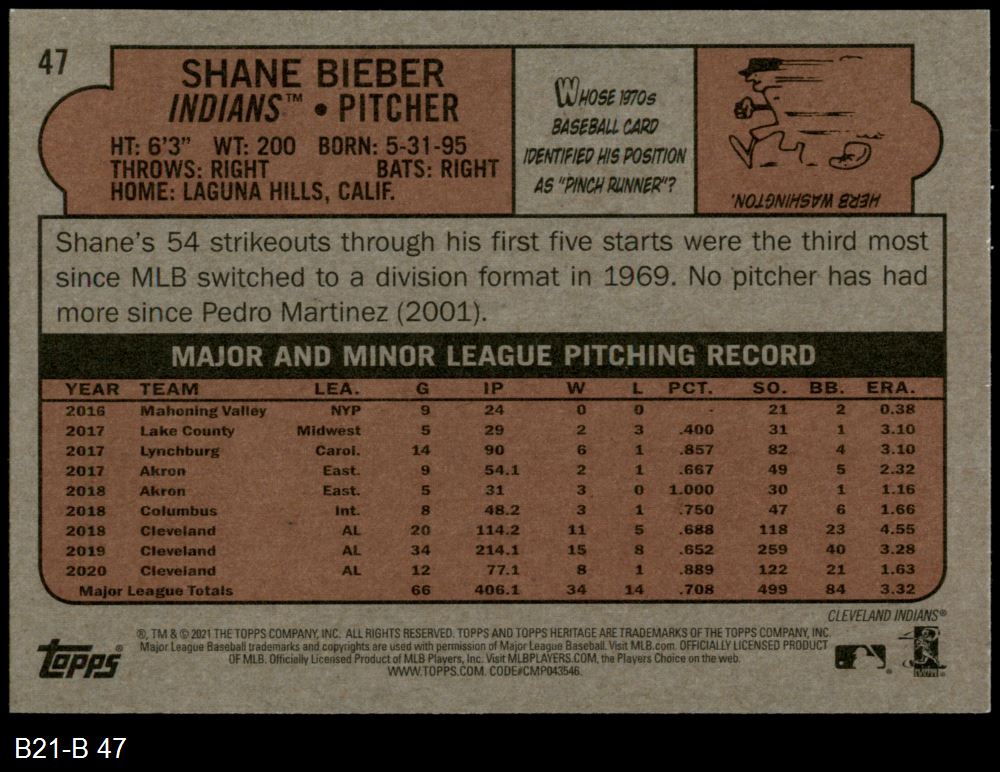 47
SHANE BIEBER
INDIANS™ • PITCHER
HT: 6'3" WT: 200 BORN: 5-31-95
THROWS: RIGHT BATS: RIGHT
HOME: LAGUNA HILLS, CALIF.
WHOSE 1970s
BASEBALL CARD
IDENTIFIED HIS POSITION
AS "PINCH RUNNER"?
HERB WASHINGTON.
Shane's 54 strikeouts through his first five starts were the third most
since MLB switched to a division format in 1969. No pitcher has had
more since Pedro Martinez (2001).
MAJOR AND MINOR LEAGUE PITCHING RECORD
YEAR TEAM LEA. G IP W L PCT. SO. BB. ERA.
2016 Mahoning Valley NYP 9 24 0 0 - 21 2 0.38
2017 Lake County Midwest 5 29 2 3 .400 31 1 3.10
2017 Lynchburg Carol. 14 90 6 1 .857 82 4 3.10
2017 Akron East. 9 54.1 2 1 .667 49 5 2.32
2018 Akron East. 5 31 3 0 1.000 30 1 1.16
2018 Columbus Int. 8 48.2 3 1 .750 47 6 1.66
2018 Cleveland AL 20 114.2 11 5 .688 118 23 4.55
2019 Cleveland AL 34 214.1 15 8 .652 259 40 3.28
2020 Cleveland AL 12 77.1 8 1 .889 122 21 1.63
Major League Totals 66 406.1 34 14 .708 499 84 3.32
CLEVELAND INDIANS®
topps®
®, TM & © 2021 THE TOPPS COMPANY, INC. ALL RIGHTS RESERVED. TOPPS AND TOPPS HERITAGE ARE TRADEMARKS OF THE TOPPS COMPANY, INC.
Major League Baseball trademarks and copyrights are used with permission of Major League Baseball. Visit MLB.com. OFFICIALLY LICENSED PRODUCT
OF MLB. Officially Licensed Product of MLB Players, Inc. Visit MLBPLAYERS.COM, the Players Choice on the web.
WWW.TOPPS.COM. CODE#CMP043546.
B21-B 47